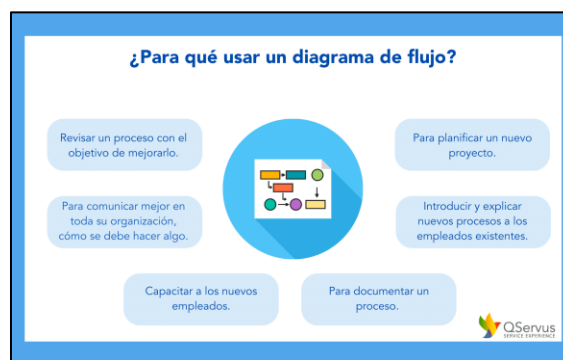 ¿Para qué usar un diagrama de flujo?
Revisar un proceso con el
objetivo de mejorarlo.
Para comunicar mejor en
toda su organización,
cómo se debe hacer algo.
Capacitar a los nuevos
empleados.
Para documentar un
proceso.
Para planificar un nuevo
proyecto.
Introducir y explicar
nuevos procesos a los
empleados existentes.
QServus
SERVICE EXPERIENCE